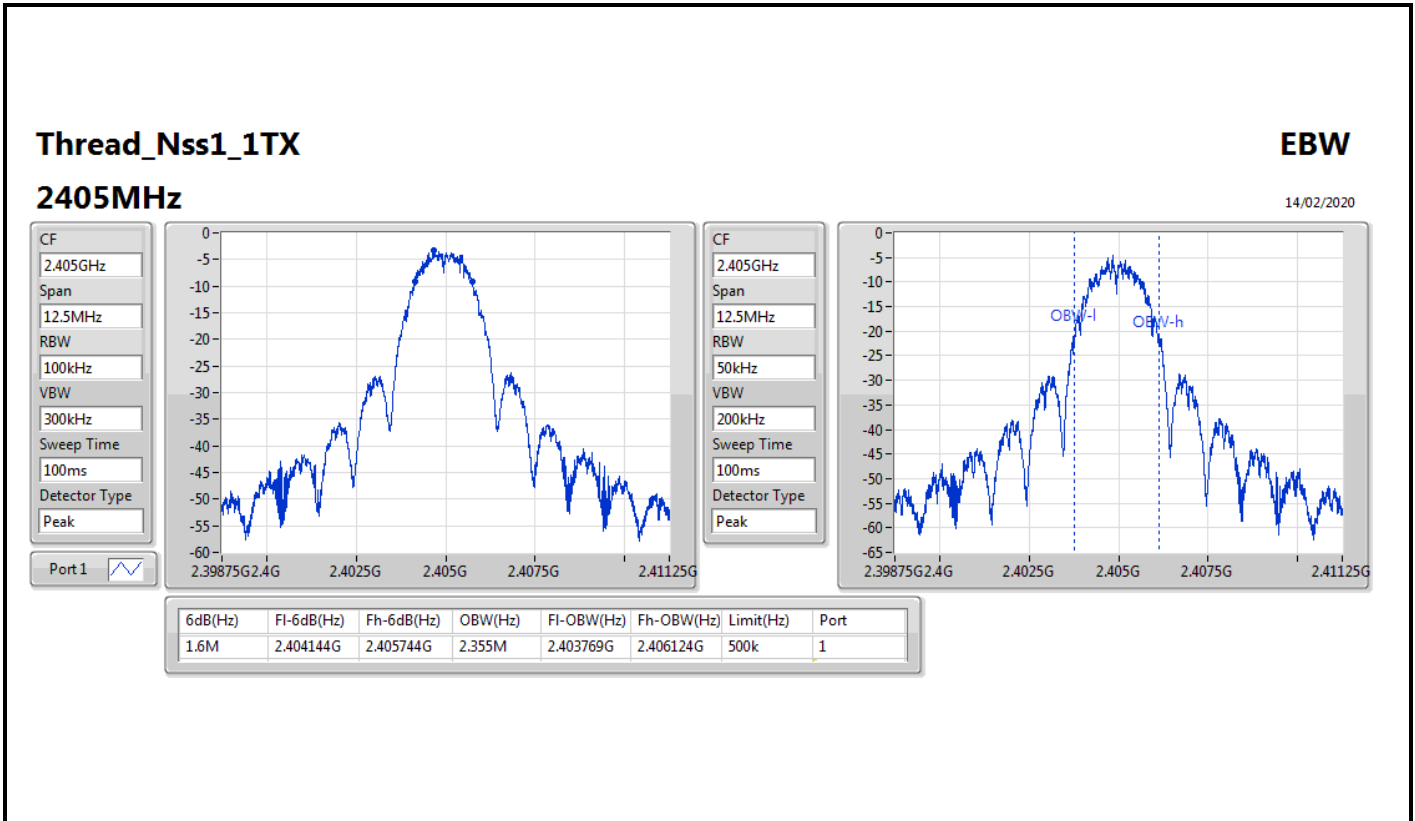 Thread_Nss1_1TX
EBW
2405MHz
14/02/2020
CF
2.405GHz
Span
12.5MHz
RBW
100kHz
VBW
300kHz
Sweep Time
100ms
Detector Type
Peak
Port 1
0
-5
-10
-15
-20
-25
-30
-35
-40
-45
-50
-55
-60
2.39875G 2.4G 2.4025G 2.405G 2.4075G 2.41125G
CF
2.405GHz
Span
12.5MHz
RBW
50kHz
VBW
200kHz
Sweep Time
100ms
Detector Type
Peak
0
-5
-10
-15
-20
-25
-30
-35
-40
-45
-50
-55
-60
-65
OBW-l
OBW-h
2.39875G 2.4G 2.4025G 2.405G 2.4075G 2.41125G
6dB(Hz) Fl-6dB(Hz) Fh-6dB(Hz) OBW(Hz) Fl-OBW(Hz) Fh-OBW(Hz) Limit(Hz) Port
1.6M 2.404144G 2.405744G 2.355M 2.403769G 2.406124G 500k 1